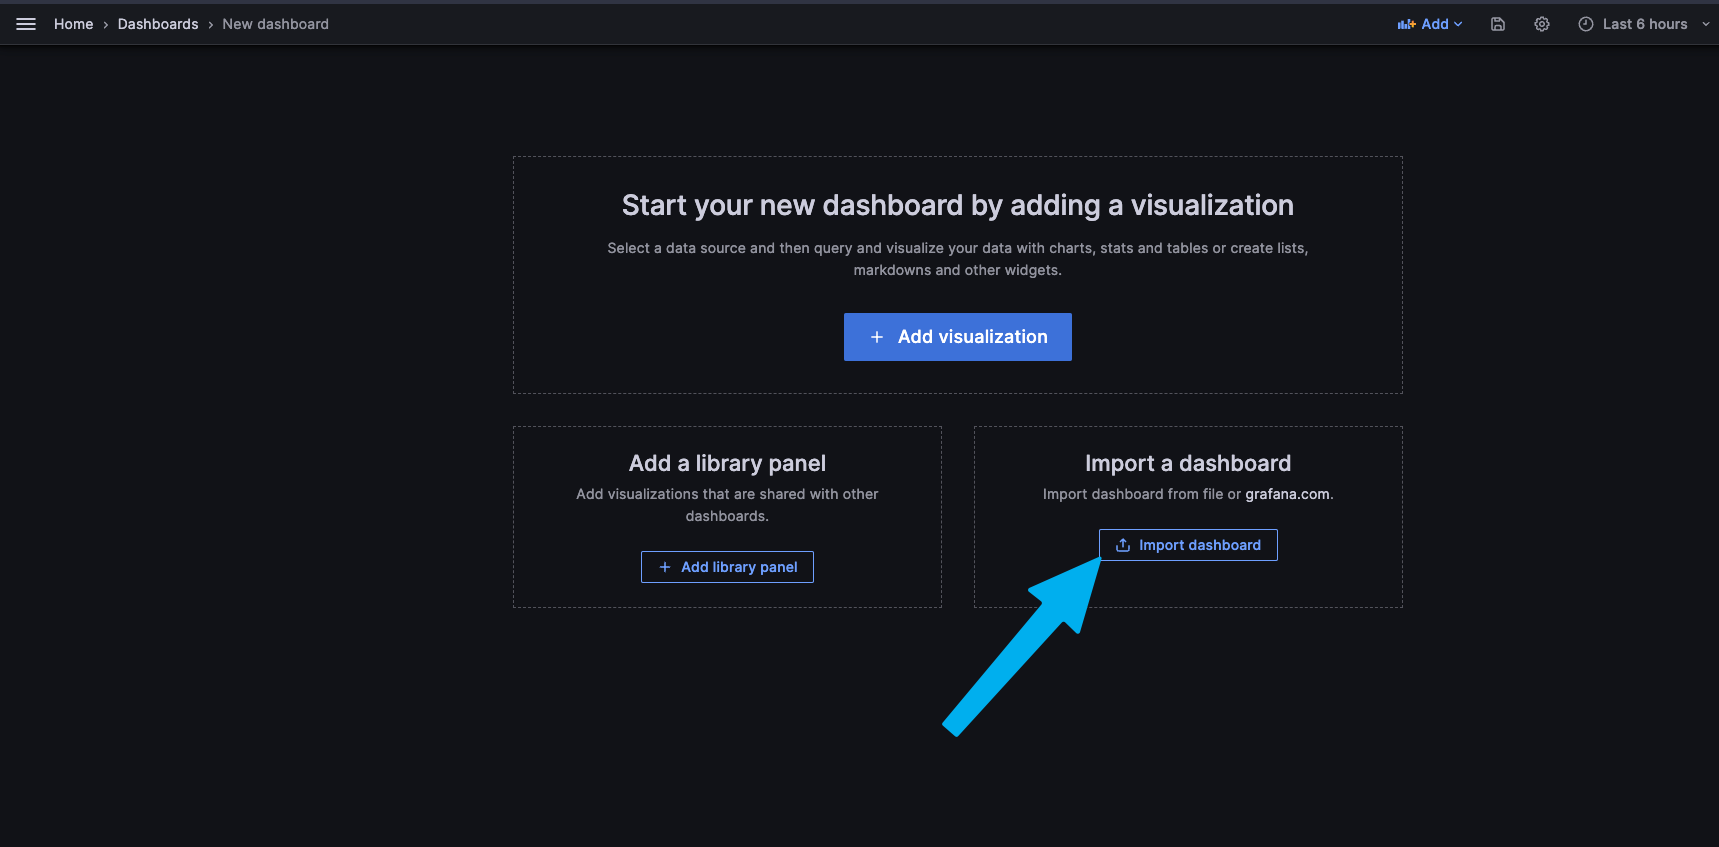 Home › Dashboards › New dashboard
Add
Last 6 hours
Start your new dashboard by adding a visualization
Select a data source and then query and visualize your data with charts, stats and tables or create lists,
markdowns and other widgets.
+ Add visualization
Add a library panel
Add visualizations that are shared with other
dashboards.
+ Add library panel
Import a dashboard
Import dashboard from file or grafana.com.
Import dashboard